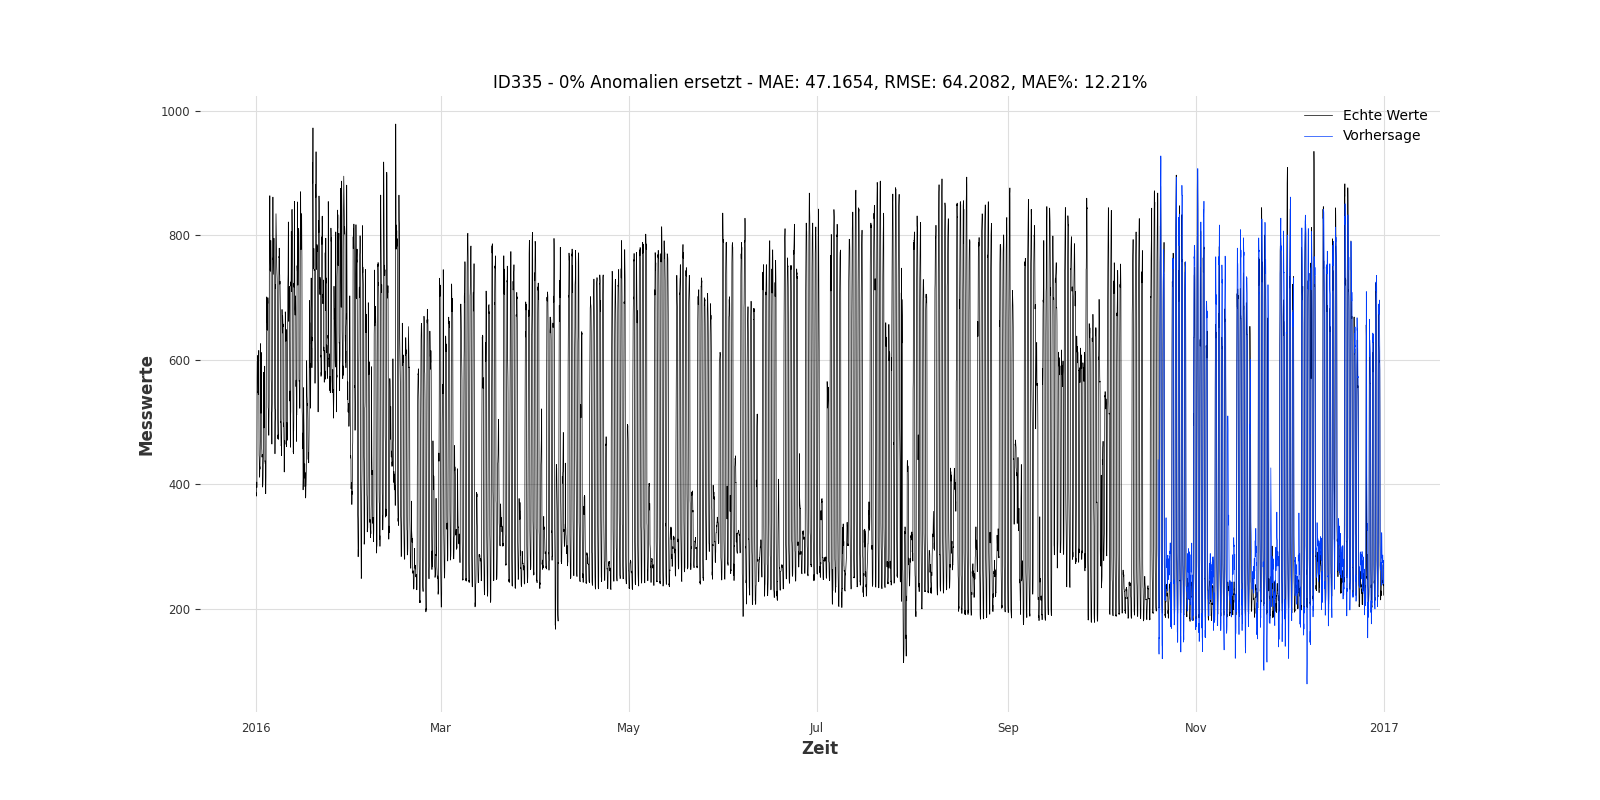 ID335 - 0% Anomalien ersetzt - MAE: 47.1654, RMSE: 64.2082, MAE%: 12.21%
Echte Werte
Vorhersage
1000
800
600
400
200
Messwerte
2016
Mar
May
Jul
Sep
Nov
2017
Zeit